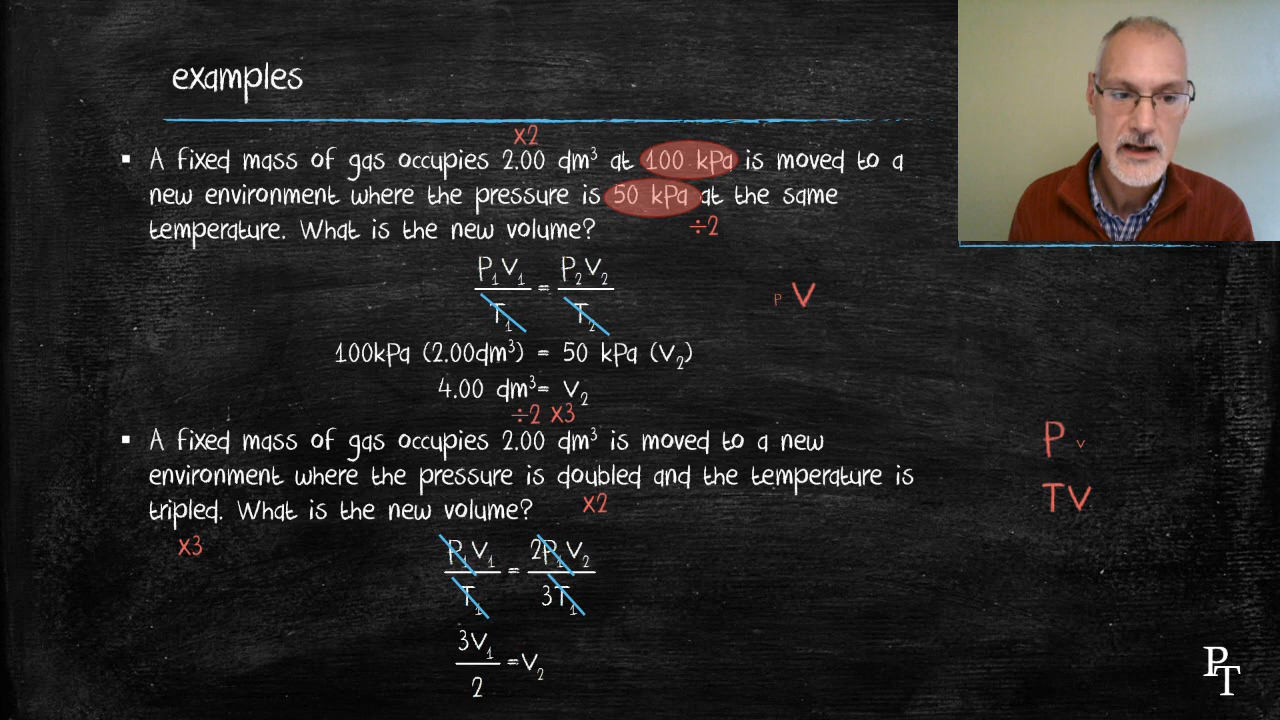 examples
x2
▪ A fixed mass of gas occupies 2.00 dm³ at 100 kPa is moved to a
new environment where the pressure is 50 kPa at the same
temperature. What is the new volume?
÷2
P₁V₁/T₁ = P₂V₂/T₂
P V
100kPa (2.00dm³) = 50 kPa (V₂)
4.00 dm³= V₂
÷2 x3
▪ A fixed mass of gas occupies 2.00 dm³ is moved to a new
environment where the pressure is doubled and the temperature is
tripled. What is the new volume?
x2
x3
P V
TV
P₁V₁/T₁ = 2P₁V₂/3T₁
3V₁/2 =V₂
PT